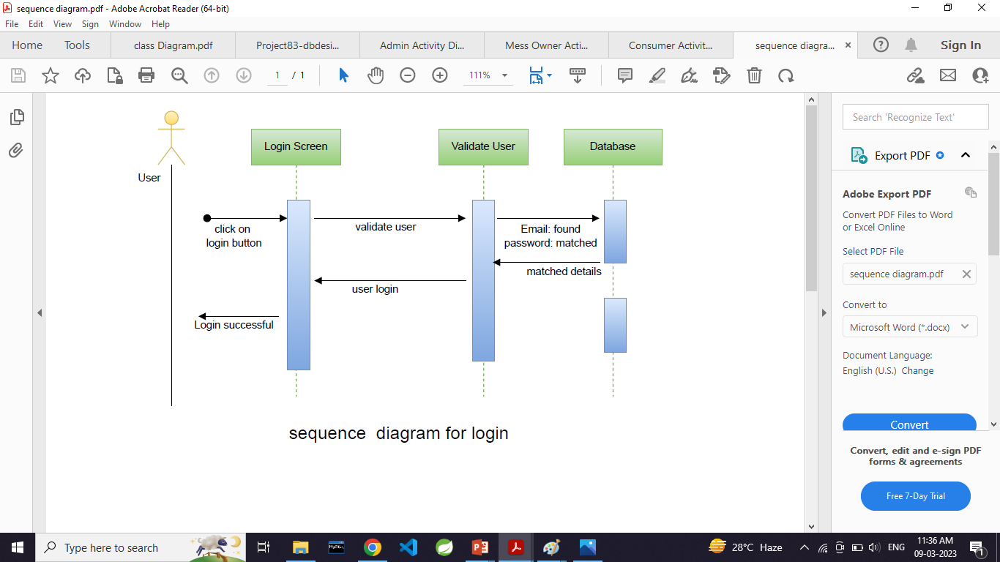 sequence diagram.pdf - Adobe Acrobat Reader (64-bit)
File Edit View Sign Window Help
Home Tools class Diagram.pdf Project83-dbdesi... Admin Activity Di... Mess Owner Acti... Consumer Activit... sequence diagra... Sign In
1 / 1 111%
Search 'Recognize Text'
Export PDF
Adobe Export PDF
Convert PDF Files to Word
or Excel Online
Select PDF File
sequence diagram.pdf
Convert to
Microsoft Word (*.docx)
Document Language:
English (U.S.) Change
Convert
Convert, edit and e-sign PDF
forms & agreements
Free 7-Day Trial
Login Screen
Validate User
Database
User
click on
login button
validate user
Email: found
password: matched
matched details
user login
Login successful
sequence diagram for login
Type here to search
MySQL
28°C Haze
ENG
11:36 AM
09-03-2023
1